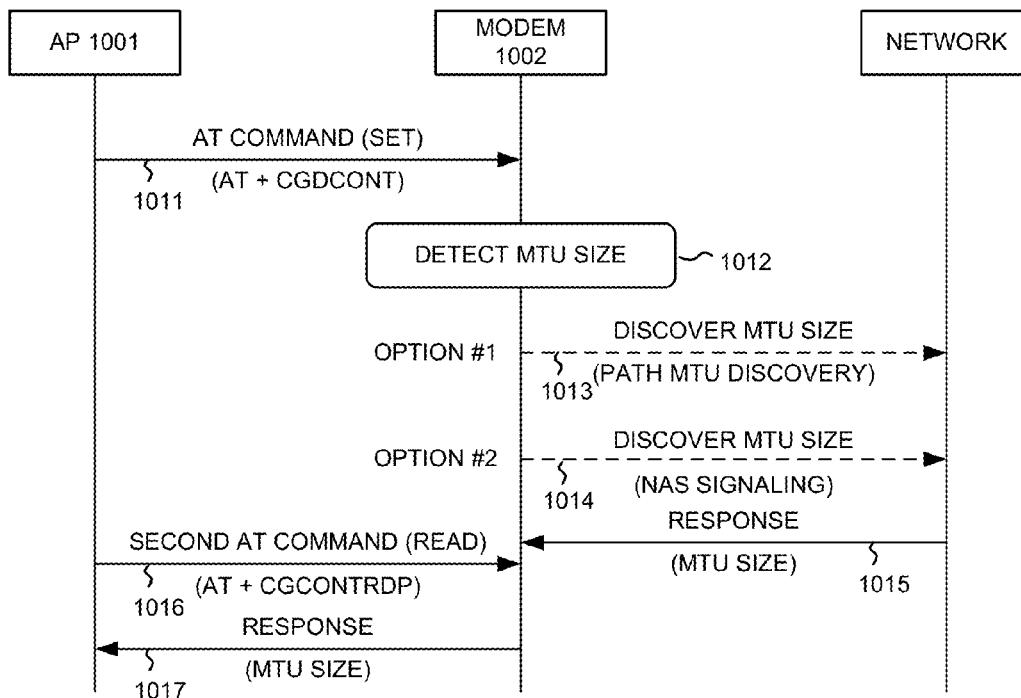 AP 1001
MODEM
1002
NETWORK
AT COMMAND (SET)
(AT + CGDCONT)
1011
DETECT MTU SIZE
1012
OPTION #1
DISCOVER MTU SIZE
(PATH MTU DISCOVERY)
1013
OPTION #2
DISCOVER MTU SIZE
(NAS SIGNALING)
1014
RESPONSE
(MTU SIZE)
1015
SECOND AT COMMAND (READ)
(AT + CGCONTRDP)
1016
RESPONSE
(MTU SIZE)
1017